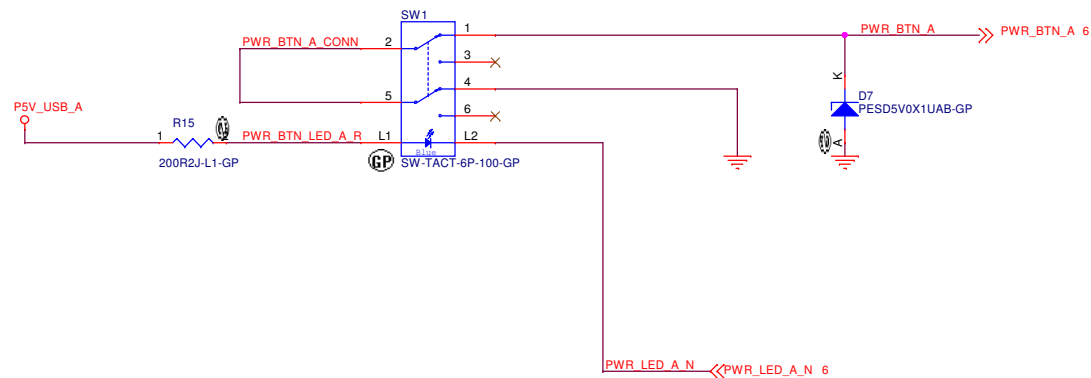 SW1
PWR_BTN_A_CONN 2 1 PWR_BTN_A PWR_BTN_A 6
3
5 4 K
D7
PESD5V0X1UAB-GP
P5V_USB_A
6
R15
A
1 2 PWR_BTN_LED_A_R L1 L2
Blue
200R2J-L1-GP GP SW-TACT-6P-100-GP
PWR_LED_A_N PWR_LED_A_N 6